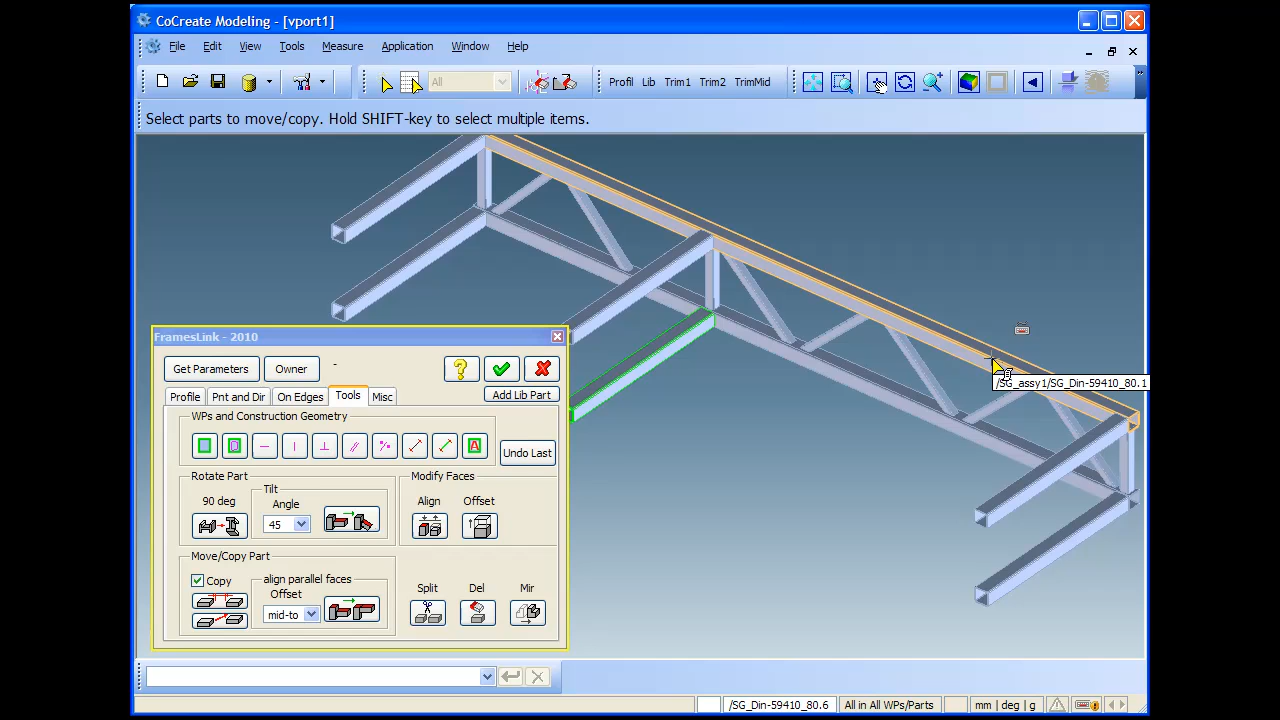 CoCreate Modeling - [vport1]
File Edit View Tools Measure Application Window Help
All Profil Lib Trim1 Trim2 TrimMid
Select parts to move/copy. Hold SHIFT-key to select multiple items.
/SG_assy1/SG_Din-59410_80.1
FramesLink - 2010
Get Parameters Owner -
Add Lib Part
Profile Pnt and Dir On Edges Tools Misc
WPs and Construction Geometry
Undo Last
Rotate Part Modify Faces
90 deg Tilt Angle Align Offset
45
Move/Copy Part
Copy align parallel faces Split Del Mir
Offset
mid-to
/SG_Din-59410_80.6 All in All WPs/Parts mm | deg | g